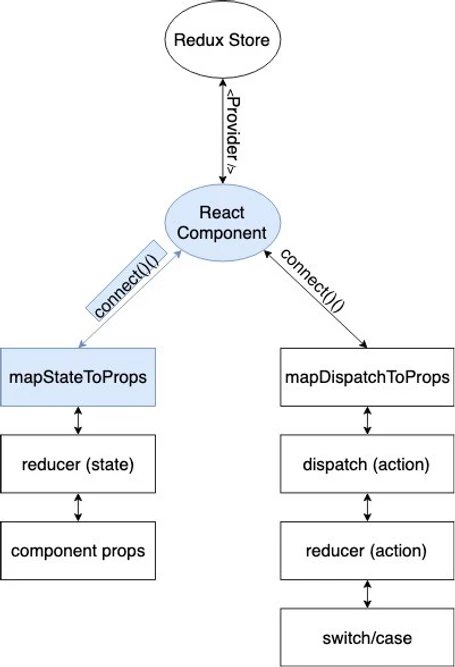 Redux Store
<Provider />
React
Component
connect()()
connect()()
mapStateToProps
mapDispatchToProps
reducer (state)
dispatch (action)
component props
reducer (action)
switch/case